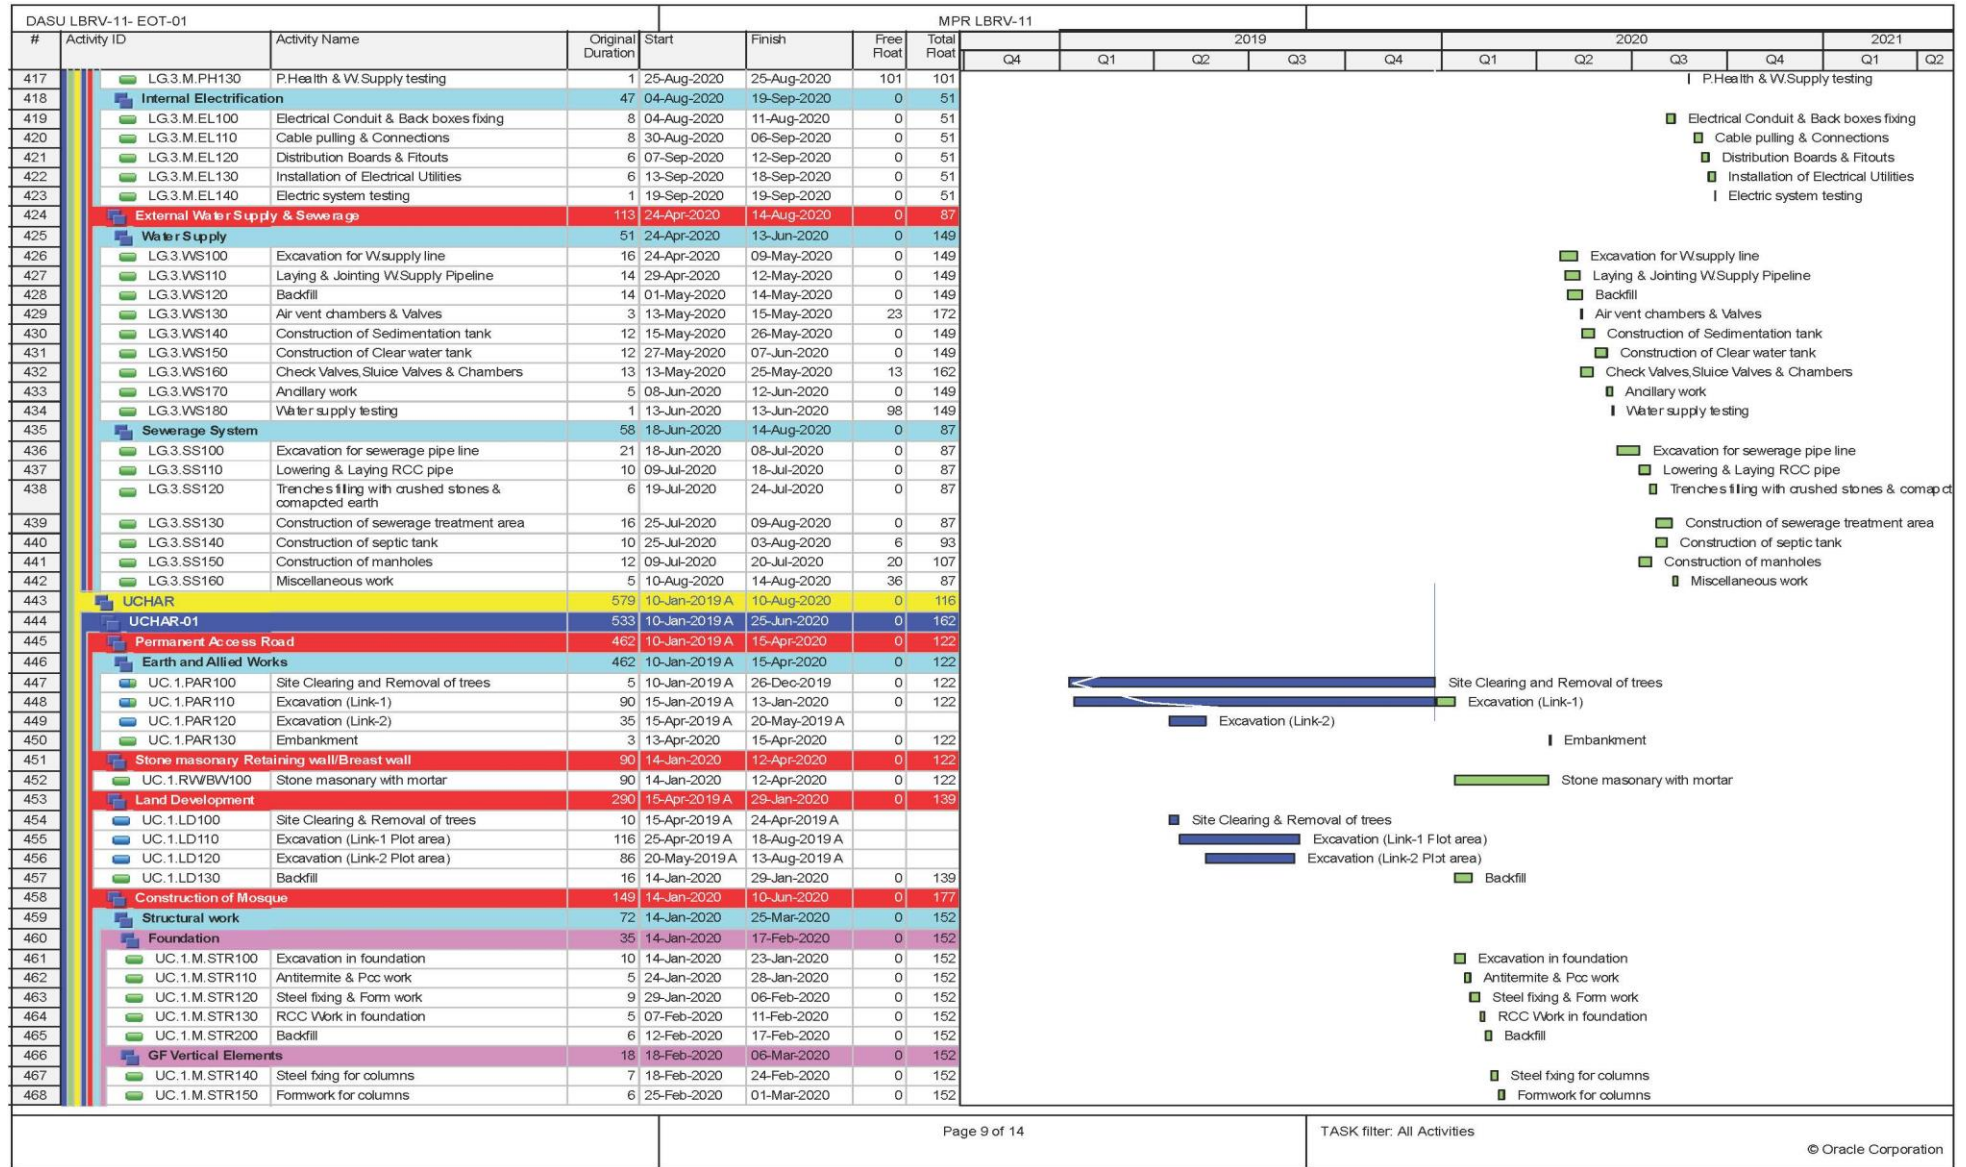 DASU LBRV-11- EOT-01 MPR LBRV-11
# Activity ID Activity Name Original Duration Start Finish Free Float Total Float 2019 2020 2021
Q4 Q1 Q2 Q3 Q4 Q1 Q2 Q3 Q4 Q1 Q2
417 LG.3.M.PH130 P.Health & W.Supply testing 1 25-Aug-2020 25-Aug-2020 101 101 P.Health & W.Supply testing
418 Internal Electrification 47 04-Aug-2020 19-Sep-2020 0 51
419 LG.3.M.EL100 Electrical Conduit & Back boxes fixing 8 04-Aug-2020 11-Aug-2020 0 51 Electrical Conduit & Back boxes fixing
420 LG.3.M.EL110 Cable pulling & Connections 8 30-Aug-2020 06-Sep-2020 0 51 Cable pulling & Connections
421 LG.3.M.EL120 Distribution Boards & Fitouts 6 07-Sep-2020 12-Sep-2020 0 51 Distribution Boards & Fitouts
422 LG.3.M.EL130 Installation of Electrical Utilities 6 13-Sep-2020 18-Sep-2020 0 51 Installation of Electrical Utilities
423 LG.3.M.EL140 Electric system testing 1 19-Sep-2020 19-Sep-2020 0 51 Electric system testing
424 External Water Supply & Sewerage 113 24-Apr-2020 14-Aug-2020 0 87
425 Water Supply 51 24-Apr-2020 13-Jun-2020 0 149
426 LG.3.WS100 Excavation for W.supply line 16 24-Apr-2020 09-May-2020 0 149 Excavation for W.supply line
427 LG.3.WS110 Laying & Jointing W.Supply Pipeline 14 29-Apr-2020 12-May-2020 0 149 Laying & Jointing W.Supply Pipeline
428 LG.3.WS120 Backfill 14 01-May-2020 14-May-2020 0 149 Backfill
429 LG.3.WS130 Air vent chambers & Valves 3 13-May-2020 15-May-2020 23 172 Air vent chambers & Valves
430 LG.3.WS140 Construction of Sedimentation tank 12 15-May-2020 26-May-2020 0 149 Construction of Sedimentation tank
431 LG.3.WS150 Construction of Clear water tank 12 27-May-2020 07-Jun-2020 0 149 Construction of Clear water tank
432 LG.3.WS160 Check Valves,Sluice Valves & Chambers 13 13-May-2020 25-May-2020 13 162 Check Valves,Sluice Valves & Chambers
433 LG.3.WS170 Ancillary work 5 08-Jun-2020 12-Jun-2020 0 149 Ancillary work
434 LG.3.WS180 Water supply testing 1 13-Jun-2020 13-Jun-2020 98 149 Water supply testing
435 Sewerage System 58 18-Jun-2020 14-Aug-2020 0 87
436 LG.3.SS100 Excavation for sewerage pipe line 21 18-Jun-2020 08-Jul-2020 0 87 Excavation for sewerage pipe line
437 LG.3.SS110 Lowering & Laying RCC pipe 10 09-Jul-2020 18-Jul-2020 0 87 Lowering & Laying RCC pipe
438 LG.3.SS120 Trenches filling with crushed stones & comapcted earth 6 19-Jul-2020 24-Jul-2020 0 87 Trenches filling with crushed stones & comapct
439 LG.3.SS130 Construction of sewerage treatment area 16 25-Jul-2020 09-Aug-2020 0 87 Construction of sewerage treatment area
440 LG.3.SS140 Construction of septic tank 10 25-Jul-2020 03-Aug-2020 6 93 Construction of septic tank
441 LG.3.SS150 Construction of manholes 12 09-Jul-2020 20-Jul-2020 20 107 Construction of manholes
442 LG.3.SS160 Miscellaneous work 5 10-Aug-2020 14-Aug-2020 36 87 Miscellaneous work
443 UCHAR 579 10-Jan-2019 A 10-Aug-2020 0 116
444 UCHAR-01 533 10-Jan-2019 A 25-Jun-2020 0 162
445 Permanent Access Road 462 10-Jan-2019 A 15-Apr-2020 0 122
446 Earth and Allied Works 462 10-Jan-2019 A 15-Apr-2020 0 122
447 UC.1.PAR100 Site Clearing and Removal of trees 5 10-Jan-2019 A 26-Dec-2019 0 122 Site Clearing and Removal of trees
448 UC.1.PAR110 Excavation (Link-1) 90 15-Jan-2019 A 13-Jan-2020 0 122 Excavation (Link-1)
449 UC.1.PAR120 Excavation (Link-2) 35 15-Apr-2019 A 20-May-2019 A Excavation (Link-2)
450 UC.1.PAR130 Embankment 3 13-Apr-2020 15-Apr-2020 0 122 Embankment
451 Stone masonary Retaining wall/Breast wall 90 14-Jan-2020 12-Apr-2020 0 122
452 UC.1.RW/BW100 Stone masonary with mortar 90 14-Jan-2020 12-Apr-2020 0 122 Stone masonary with mortar
453 Land Development 290 15-Apr-2019 A 29-Jan-2020 0 139
454 UC.1.LD100 Site Clearing & Removal of trees 10 15-Apr-2019 A 24-Apr-2019 A Site Clearing & Removal of trees
455 UC.1.LD110 Excavation (Link-1 Plot area) 116 25-Apr-2019 A 18-Aug-2019 A Excavation (Link-1 Plot area)
456 UC.1.LD120 Excavation (Link-2 Plot area) 86 20-May-2019 A 13-Aug-2019 A Excavation (Link-2 Plot area)
457 UC.1.LD130 Backfill 16 14-Jan-2020 29-Jan-2020 0 139 Backfill
458 Construction of Mosque 149 14-Jan-2020 10-Jun-2020 0 177
459 Structural work 72 14-Jan-2020 25-Mar-2020 0 152
460 Foundation 35 14-Jan-2020 17-Feb-2020 0 152
461 UC.1.M.STR100 Excavation in foundation 10 14-Jan-2020 23-Jan-2020 0 152 Excavation in foundation
462 UC.1.M.STR110 Antitermite & Pcc work 5 24-Jan-2020 28-Jan-2020 0 152 Antitermite & Pcc work
463 UC.1.M.STR120 Steel fixing & Form work 9 29-Jan-2020 06-Feb-2020 0 152 Steel fixing & Form work
464 UC.1.M.STR130 RCC Work in foundation 5 07-Feb-2020 11-Feb-2020 0 152 RCC Work in foundation
465 UC.1.M.STR200 Backfill 6 12-Feb-2020 17-Feb-2020 0 152 Backfill
466 GF Vertical Elements 18 18-Feb-2020 06-Mar-2020 0 152
467 UC.1.M.STR140 Steel fxing for columns 7 18-Feb-2020 24-Feb-2020 0 152 Steel fxing for columns
468 UC.1.M.STR150 Formwork for columns 6 25-Feb-2020 01-Mar-2020 0 152 Formwork for columns
Page 9 of 14 TASK filter: All Activities
© Oracle Corporation